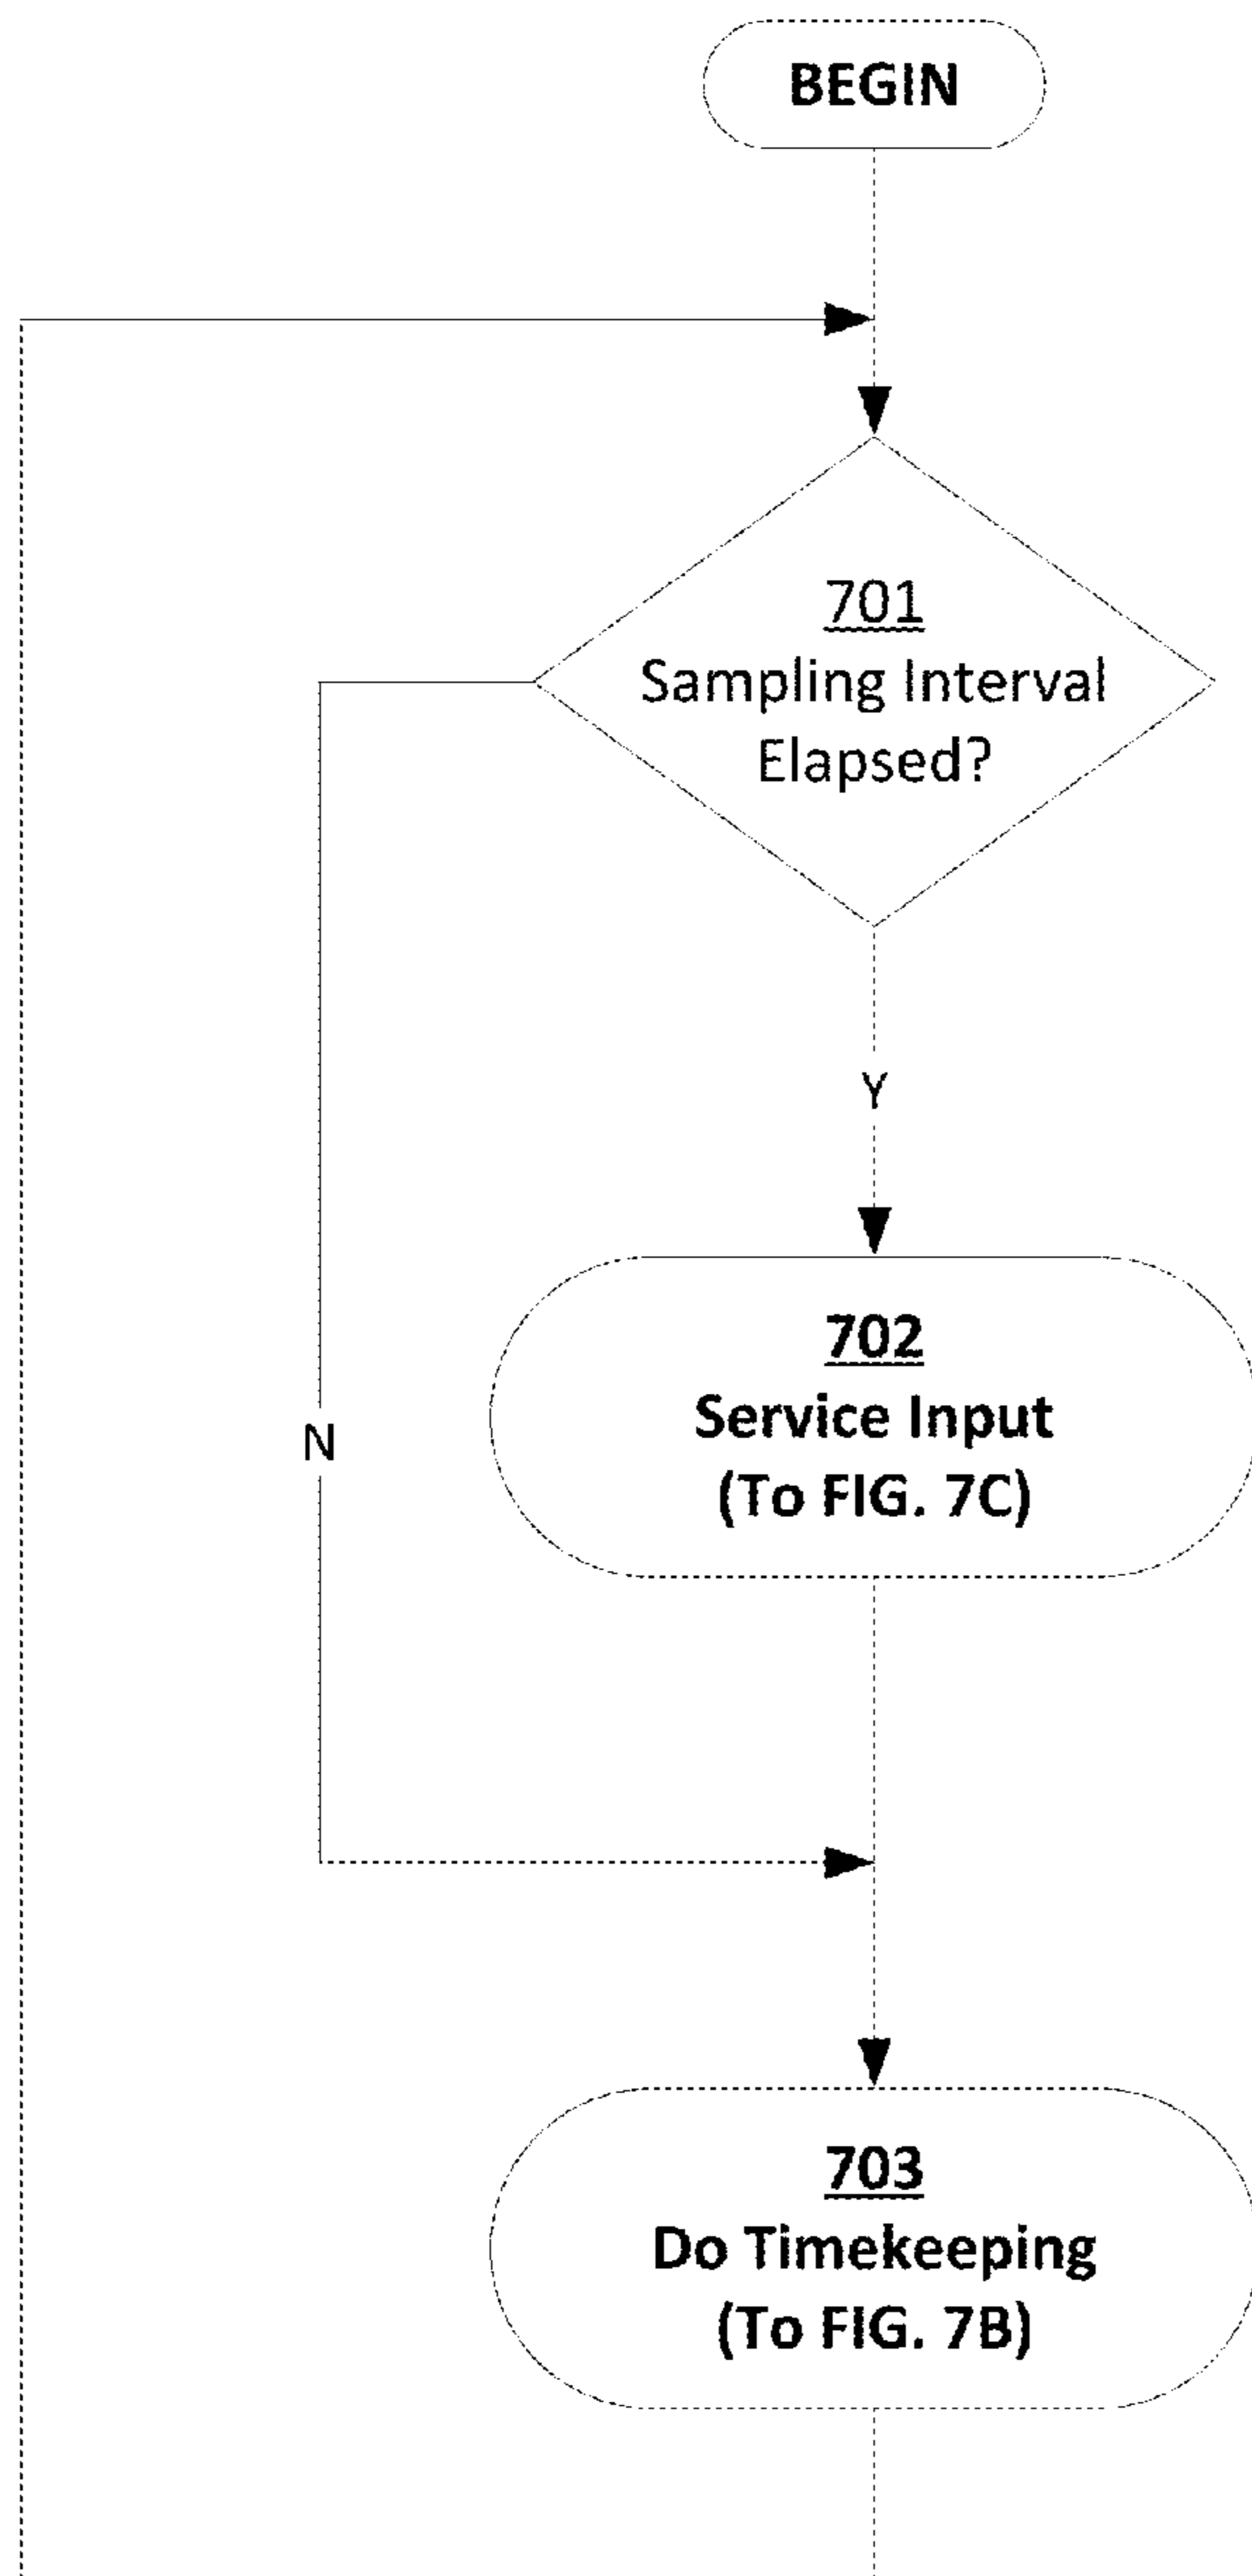 BEGIN
701
Sampling Interval
Elapsed?
Y
702
Service Input
(To FIG. 7C)
N
703
Do Timekeeping
(To FIG. 7B)